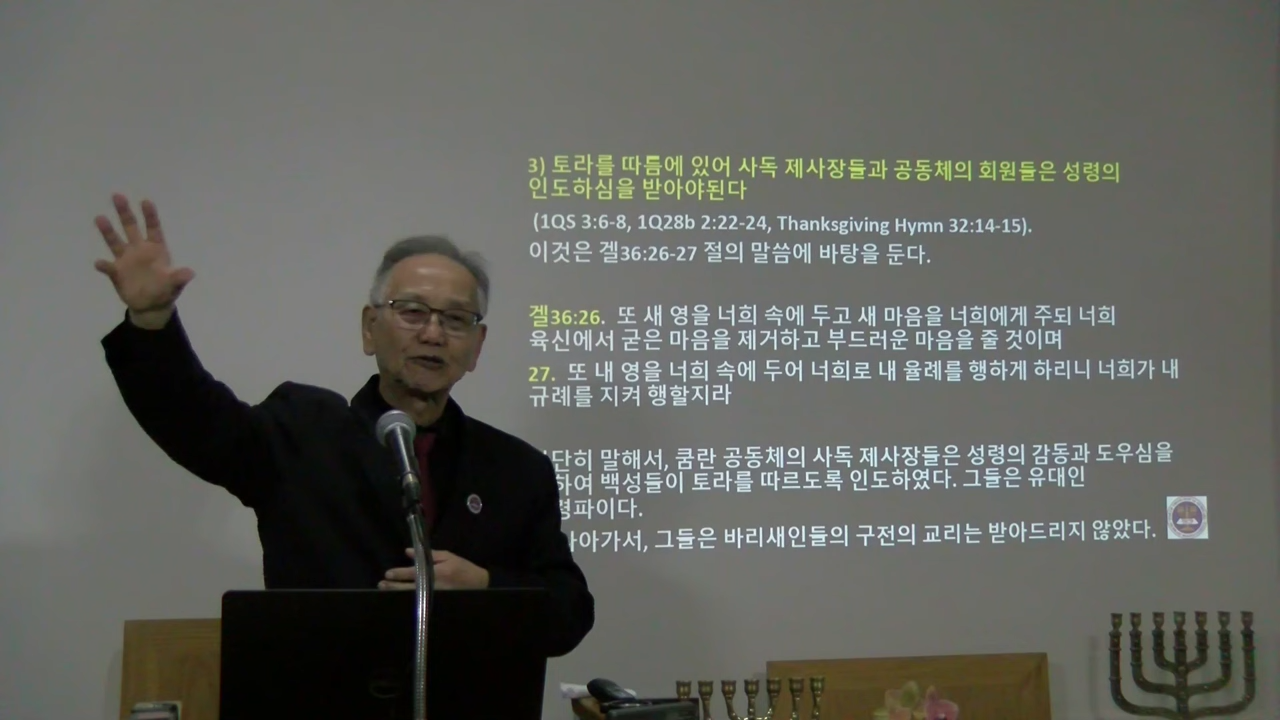 3) 토라를 따름에 있어 사독 제사장들과 공동체의 회원들은 성령의
인도하심을 받아야된다
(1QS 3:6-8, 1Q28b 2:22-24, Thanksgiving Hymn 32:14-15).
이것은 겔36:26-27 절의 말씀에 바탕을 둔다.
겔36:26. 또 새 영을 너희 속에 두고 새 마음을 너희에게 주되 너희
육신에서 굳은 마음을 제거하고 부드러운 마음을 줄 것이며
27. 또 내 영을 너희 속에 두어 너희로 내 율례를 행하게 하리니 너희가 내
규례를 지켜 행할지라
말해서, 쿰란 공동체의 사독 제사장들은 성령의 감동과 도우심을
백성들이 토라를 따르도록 인도하였다. 그들은 유대인
그들은 바리새인들의 구전의 교리는 받아드리지 않았다.